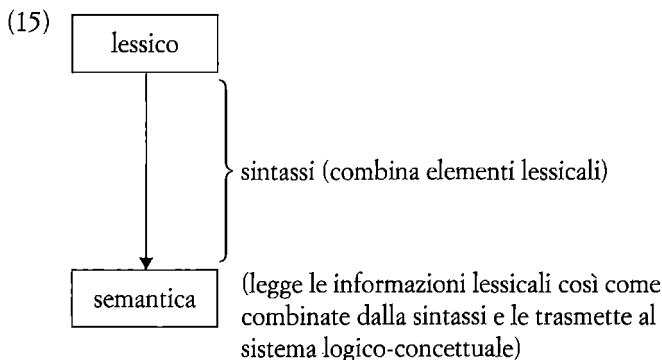 (15)
lessico
sintassi (combina elementi lessicali)
semantica
(legge le informazioni lessicali così come
combinate dalla sintassi e le trasmette al
sistema logico-concettuale)